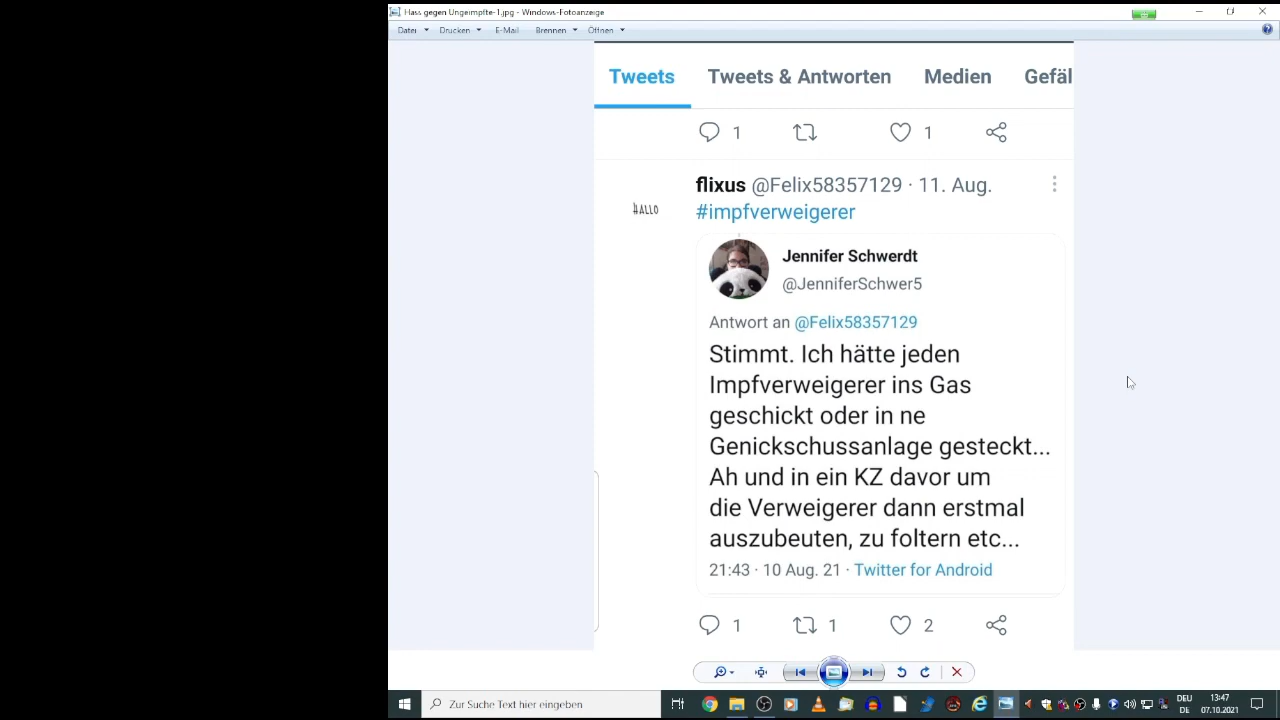 Hass gegen Ungeimpfte-1.jpg - Windows-Fotoanzeige
Datei Drucken E-Mail Brennen Öffnen
Tweets Tweets & Antworten Medien Gefäl
1 1
flixus @Felix58357129 · 11. Aug.
#impfverweigerer
HALLO
Jennifer Schwerdt
@JenniferSchwer5
Antwort an @Felix58357129
Stimmt. Ich hätte jeden
Impfverweigerer ins Gas
geschickt oder in ne
Genickschussanlage gesteckt...
Ah und in ein KZ davor um
die Verweigerer dann erstmal
auszubeuten, zu foltern etc...
21:43 · 10 Aug. 21 · Twitter for Android
1 1 2
Zur Suche Text hier eingeben
DEU
DE
13:47
07.10.2021